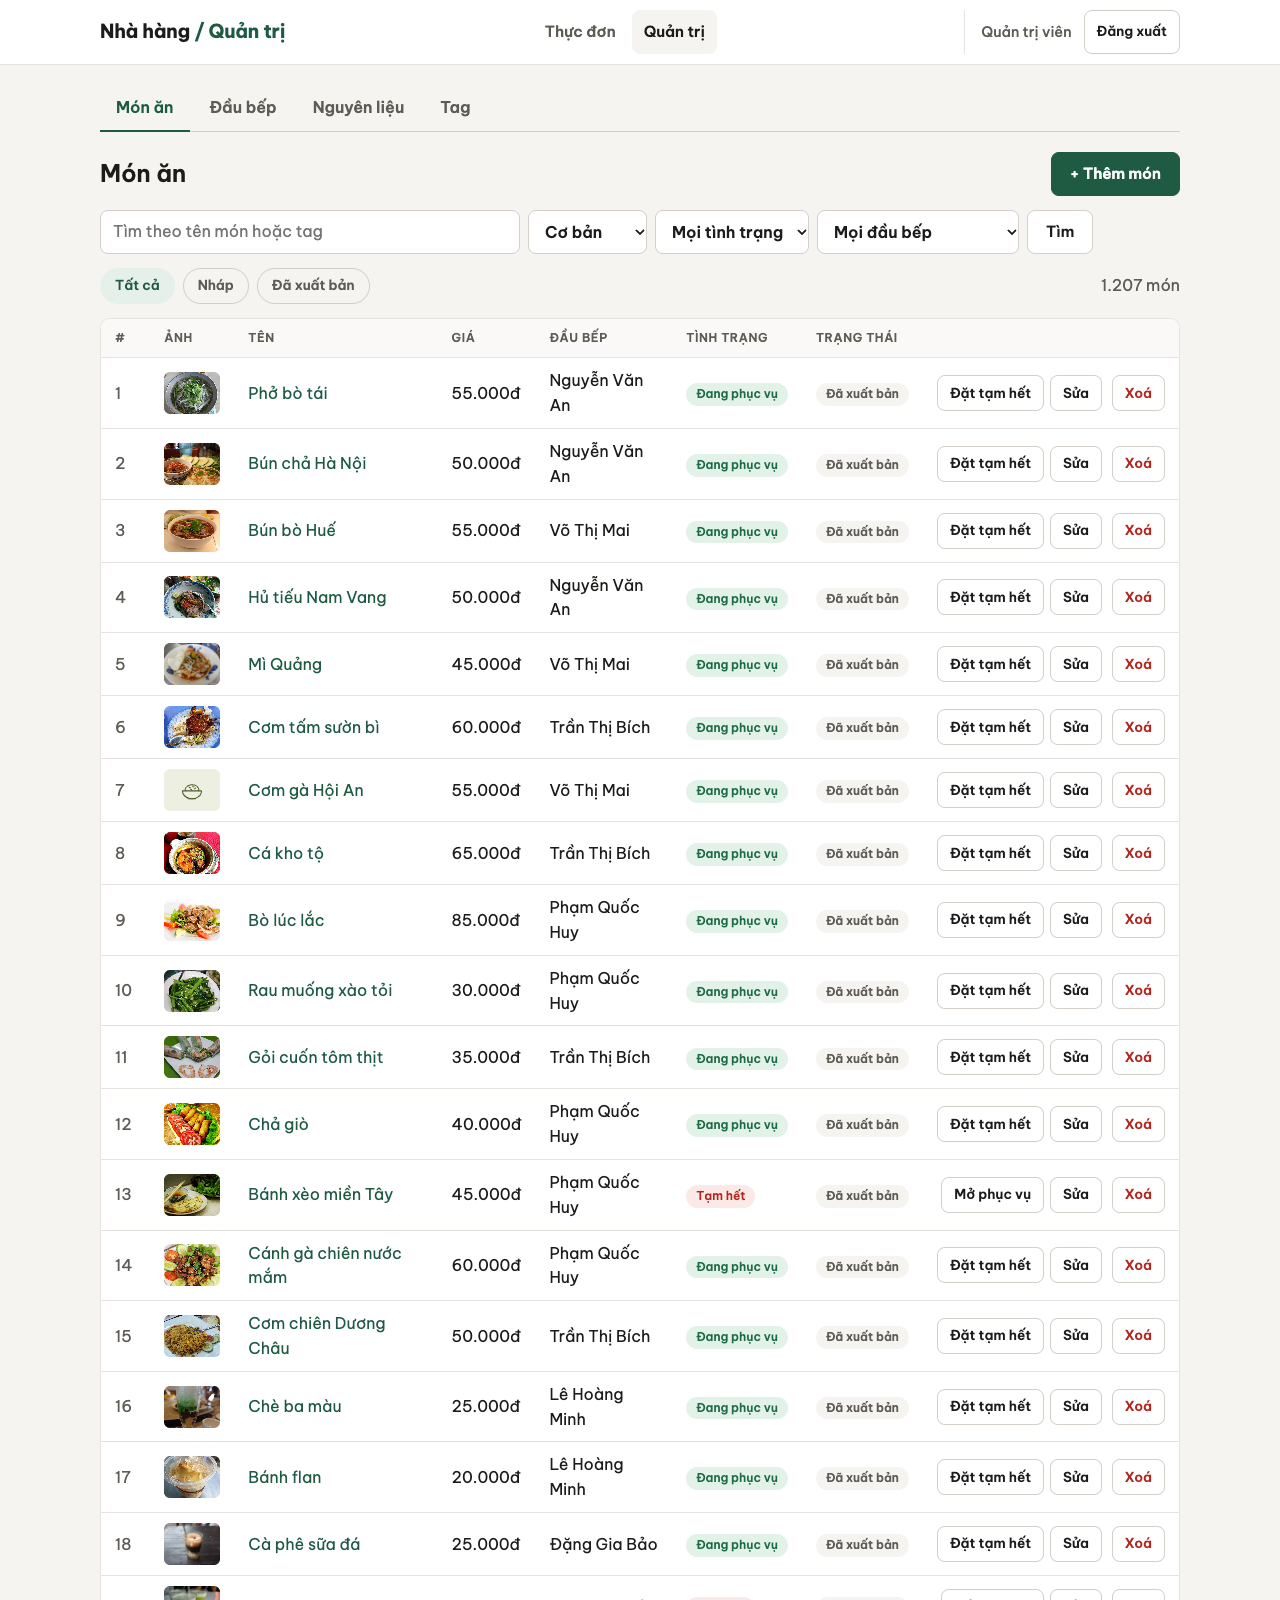 Nhà hàng / Quản trị
Thực đơn
Quản trị
Quản trị viên
Đăng xuất
Món ăn
Đầu bếp
Nguyên liệu
Tag
Món ăn
+ Thêm món
Tìm theo tên món hoặc tag
Cơ bản
Mọi tình trạng
Mọi đầu bếp
Tìm
Tất cả
Nháp
Đã xuất bản
1.207 món
# ẢNH TÊN GIÁ ĐẦU BẾP TÌNH TRẠNG TRẠNG THÁI
1 Phở bò tái 55.000đ Nguyễn Văn An Đang phục vụ Đã xuất bản Đặt tạm hết Sửa Xoá
2 Bún chả Hà Nội 50.000đ Nguyễn Văn An Đang phục vụ Đã xuất bản Đặt tạm hết Sửa Xoá
3 Bún bò Huế 55.000đ Võ Thị Mai Đang phục vụ Đã xuất bản Đặt tạm hết Sửa Xoá
4 Hủ tiếu Nam Vang 50.000đ Nguyễn Văn An Đang phục vụ Đã xuất bản Đặt tạm hết Sửa Xoá
5 Mì Quảng 45.000đ Võ Thị Mai Đang phục vụ Đã xuất bản Đặt tạm hết Sửa Xoá
6 Cơm tấm sườn bì 60.000đ Trần Thị Bích Đang phục vụ Đã xuất bản Đặt tạm hết Sửa Xoá
7 Cơm gà Hội An 55.000đ Võ Thị Mai Đang phục vụ Đã xuất bản Đặt tạm hết Sửa Xoá
8 Cá kho tộ 65.000đ Trần Thị Bích Đang phục vụ Đã xuất bản Đặt tạm hết Sửa Xoá
9 Bò lúc lắc 85.000đ Phạm Quốc Huy Đang phục vụ Đã xuất bản Đặt tạm hết Sửa Xoá
10 Rau muống xào tỏi 30.000đ Phạm Quốc Huy Đang phục vụ Đã xuất bản Đặt tạm hết Sửa Xoá
11 Gỏi cuốn tôm thịt 35.000đ Trần Thị Bích Đang phục vụ Đã xuất bản Đặt tạm hết Sửa Xoá
12 Chả giò 40.000đ Phạm Quốc Huy Đang phục vụ Đã xuất bản Đặt tạm hết Sửa Xoá
13 Bánh xèo miền Tây 45.000đ Phạm Quốc Huy Tạm hết Đã xuất bản Mở phục vụ Sửa Xoá
14 Cánh gà chiên nước mắm 60.000đ Phạm Quốc Huy Đang phục vụ Đã xuất bản Đặt tạm hết Sửa Xoá
15 Cơm chiên Dương Châu 50.000đ Trần Thị Bích Đang phục vụ Đã xuất bản Đặt tạm hết Sửa Xoá
16 Chè ba màu 25.000đ Lê Hoàng Minh Đang phục vụ Đã xuất bản Đặt tạm hết Sửa Xoá
17 Bánh flan 20.000đ Lê Hoàng Minh Đang phục vụ Đã xuất bản Đặt tạm hết Sửa Xoá
18 Cà phê sữa đá 25.000đ Đặng Gia Bảo Đang phục vụ Đã xuất bản Đặt tạm hết Sửa Xoá